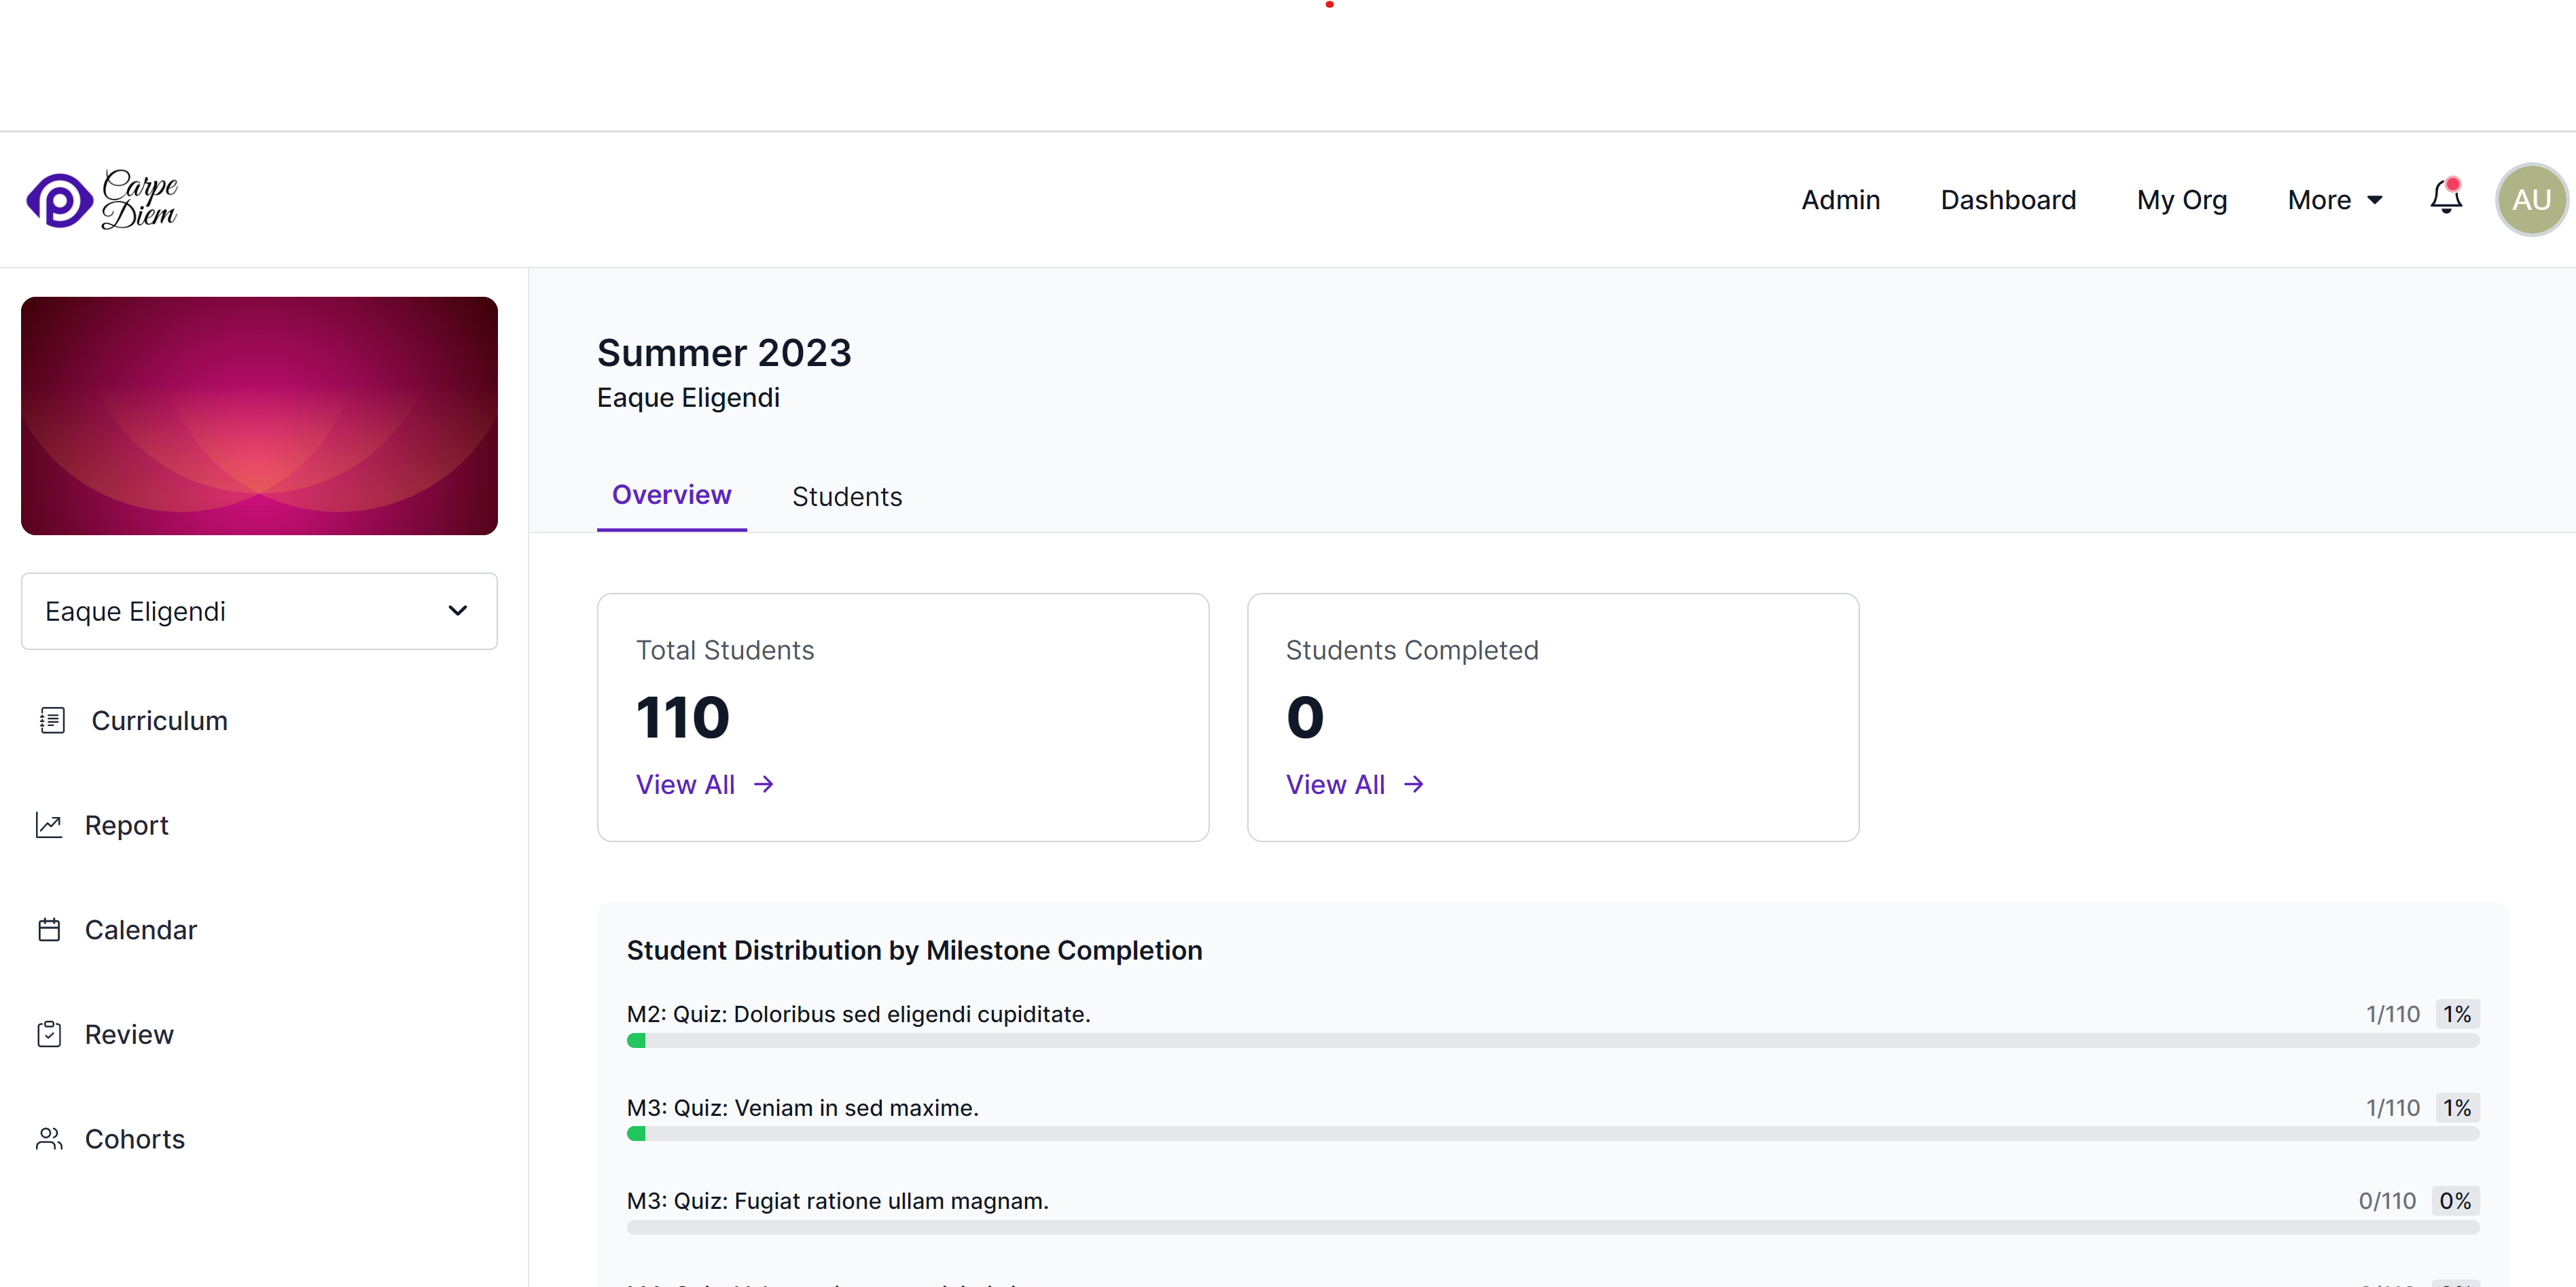 Carpe
Diem
Admin
Dashboard
My Org
More
AU
Summer 2023
Eaque Eligendi
Overview
Students
Eaque Eligendi
Curriculum
Report
Calendar
Review
Cohorts
Total Students
110
View All
Students Completed
0
View All
Student Distribution by Milestone Completion
M2: Quiz: Doloribus sed eligendi cupiditate.
1/110 1%
M3: Quiz: Veniam in sed maxime.
1/110 1%
M3: Quiz: Fugiat ratione ullam magnam.
0/110 0%